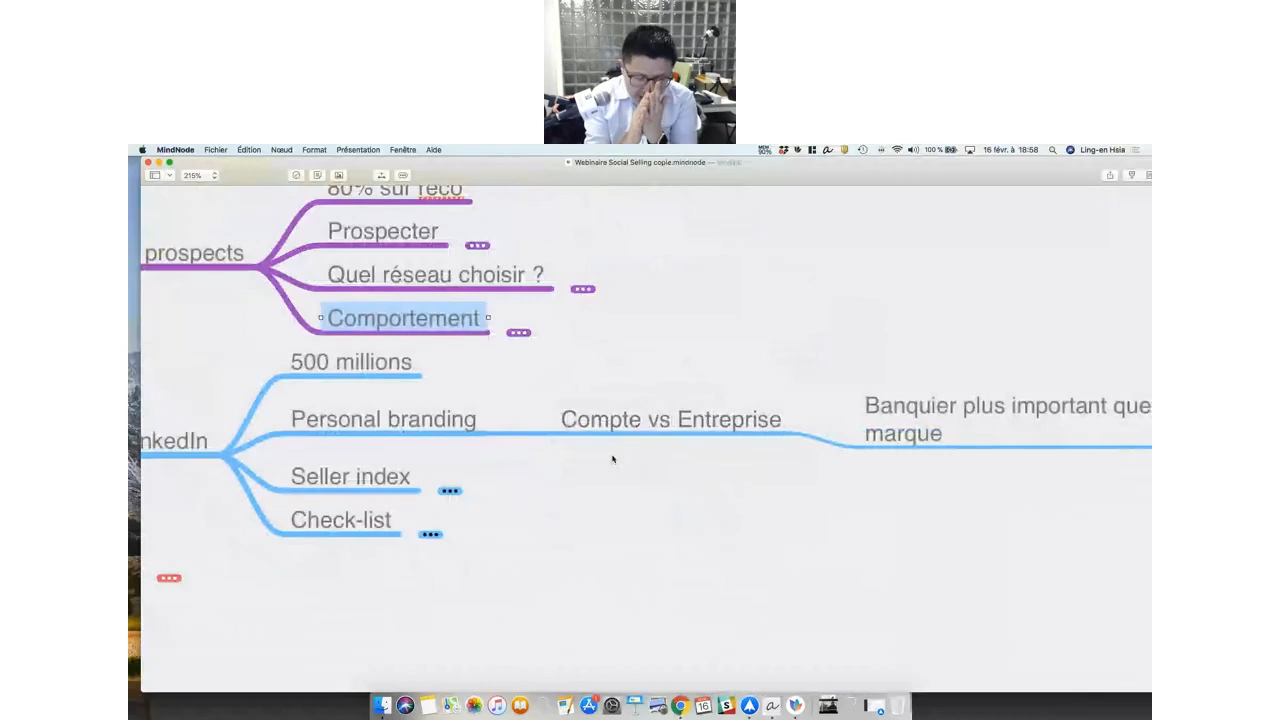 MindNode Fichier Édition Nœud Format Présentation Fenêtre Aide
100 % 16 févr. à 18:58 Ling-en Hsia
Webinaire Social Selling copie.mindnode —
215%
80% sur reco
Prospecter
prospects
Quel réseau choisir ?
Comportement
500 millions
Personal branding
Compte vs Entreprise
Banquier plus important que
marque
nkedIn
Seller index
Check-list
16